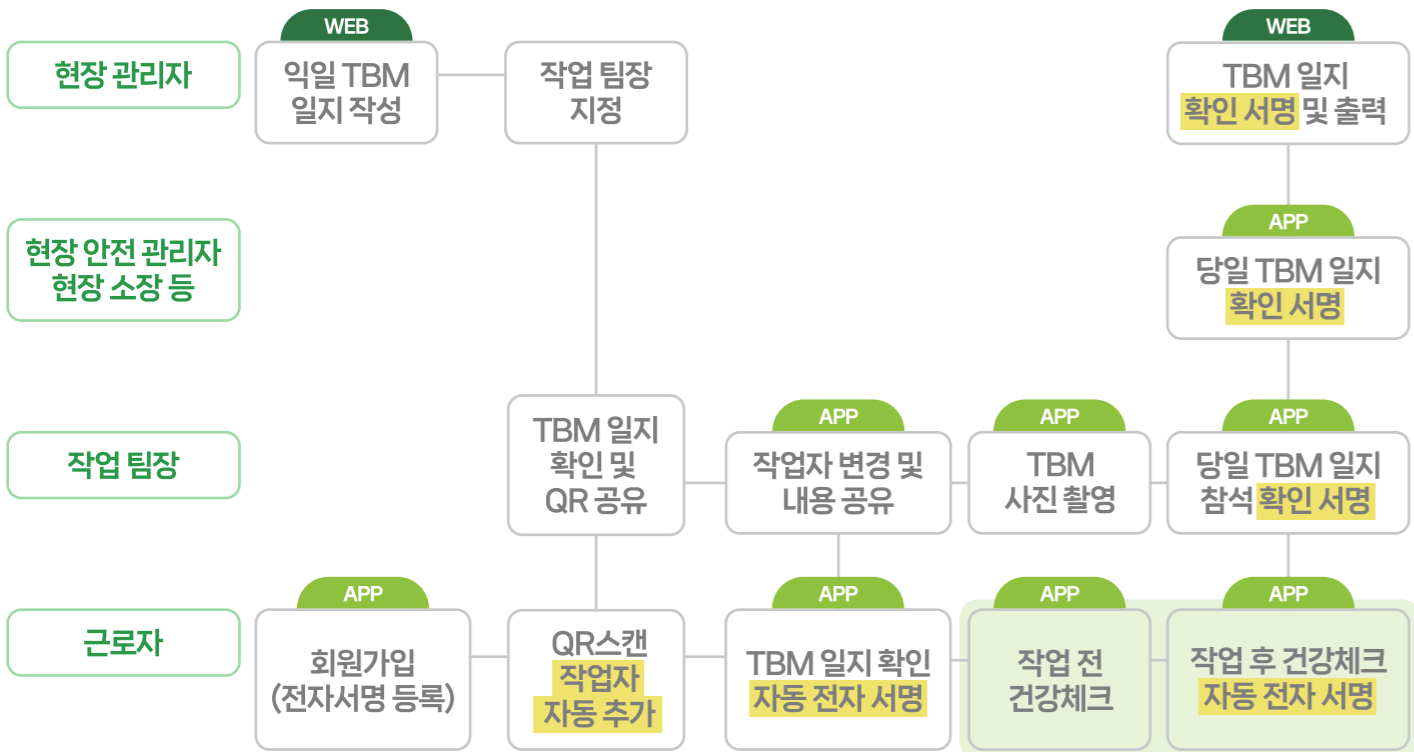 현장 관리자
WEB
익일 TBM
일지 작성
작업 팀장
지정
WEB
TBM 일지
확인 서명 및 출력
현장 안전 관리자
현장 소장 등
APP
당일 TBM 일지
확인 서명
작업 팀장
TBM 일지
확인 및
QR 공유
APP
작업자 변경 및
내용 공유
APP
TBM
사진 촬영
APP
당일 TBM 일지
참석 확인 서명
근로자
APP
회원가입
(전자서명 등록)
QR스캔
작업자
자동 추가
APP
TBM 일지 확인
자동 전자 서명
APP
작업 전
건강체크
APP
작업 후 건강체크
자동 전자 서명